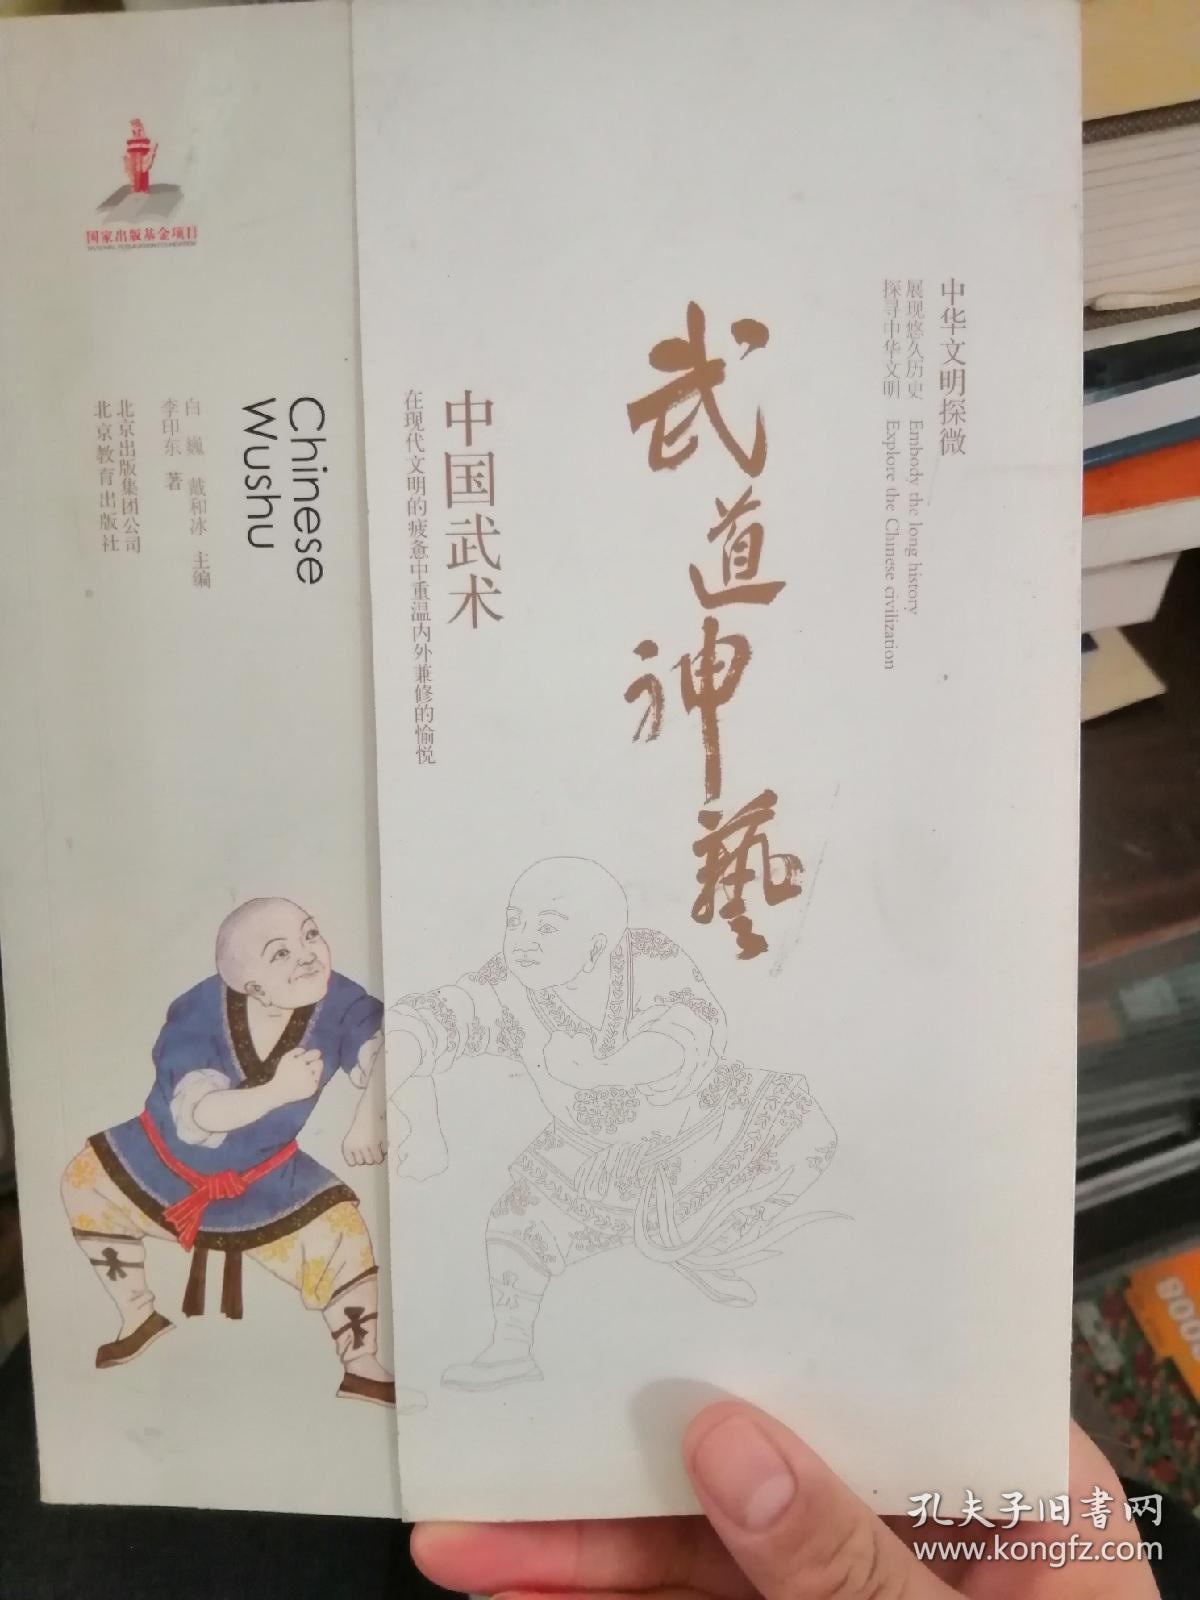 中华文明探微
展现悠久历史 Embody the long history
探寻中华文明 Explore the Chinese civilization
武道神藝
中国武术
在现代文明的疲惫中重温内外兼修的愉悦
Chinese
Wushu
白巍 戴和冰 主编
李印东 著
北京出版集团公司
北京教育出版社
国家出版基金项目
NATIONAL PUBLICATION FOUNDATION
孔夫子旧書网
www.kongfz.com